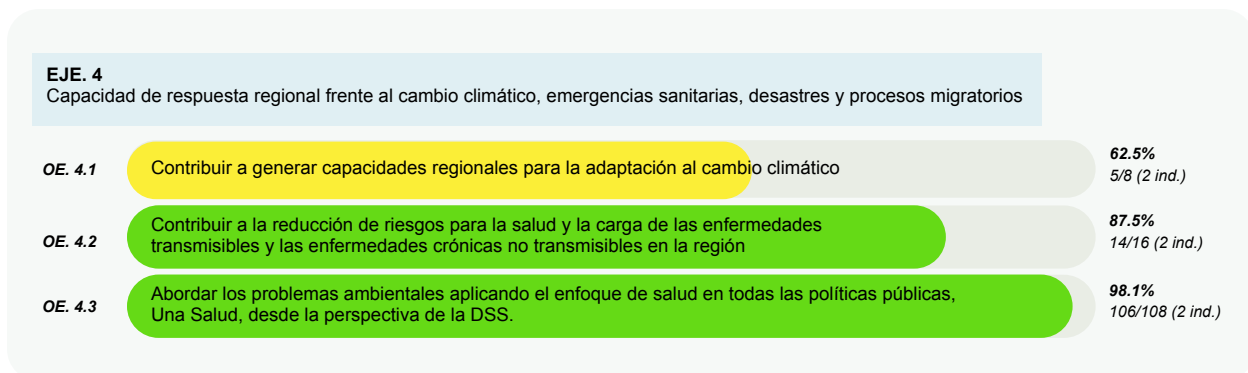 EJE. 4
Capacidad de respuesta regional frente al cambio climático, emergencias sanitarias, desastres y procesos migratorios
OE. 4.1
Contribuir a generar capacidades regionales para la adaptación al cambio climático
62.5%
5/8 (2 ind.)
OE. 4.2
Contribuir a la reducción de riesgos para la salud y la carga de las enfermedades
transmisibles y las enfermedades crónicas no transmisibles en la región
87.5%
14/16 (2 ind.)
OE. 4.3
Abordar los problemas ambientales aplicando el enfoque de salud en todas las políticas públicas,
Una Salud, desde la perspectiva de la DSS.
98.1%
106/108 (2 ind.)